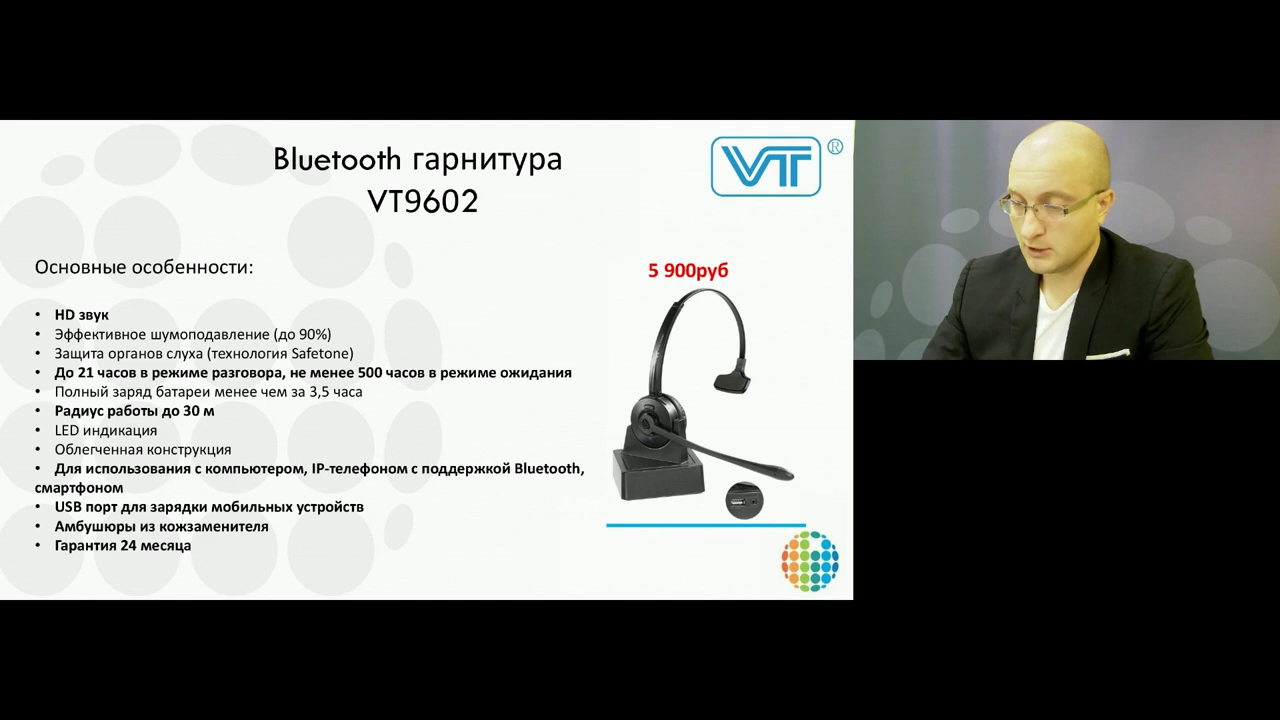 Bluetooth гарнитура
VT9602
VT®
Основные особенности:
5 900руб
• HD звук
• Эффективное шумоподавление (до 90%)
• Защита органов слуха (технология Safetone)
• До 21 часов в режиме разговора, не менее 500 часов в режиме ожидания
• Полный заряд батареи менее чем за 3,5 часа
• Радиус работы до 30 м
• LED индикация
• Облегченная конструкция
• Для использования с компьютером, IP-телефоном с поддержкой Bluetooth,
смартфоном
• USB порт для зарядки мобильных устройств
• Амбушюры из кожзаменителя
• Гарантия 24 месяца